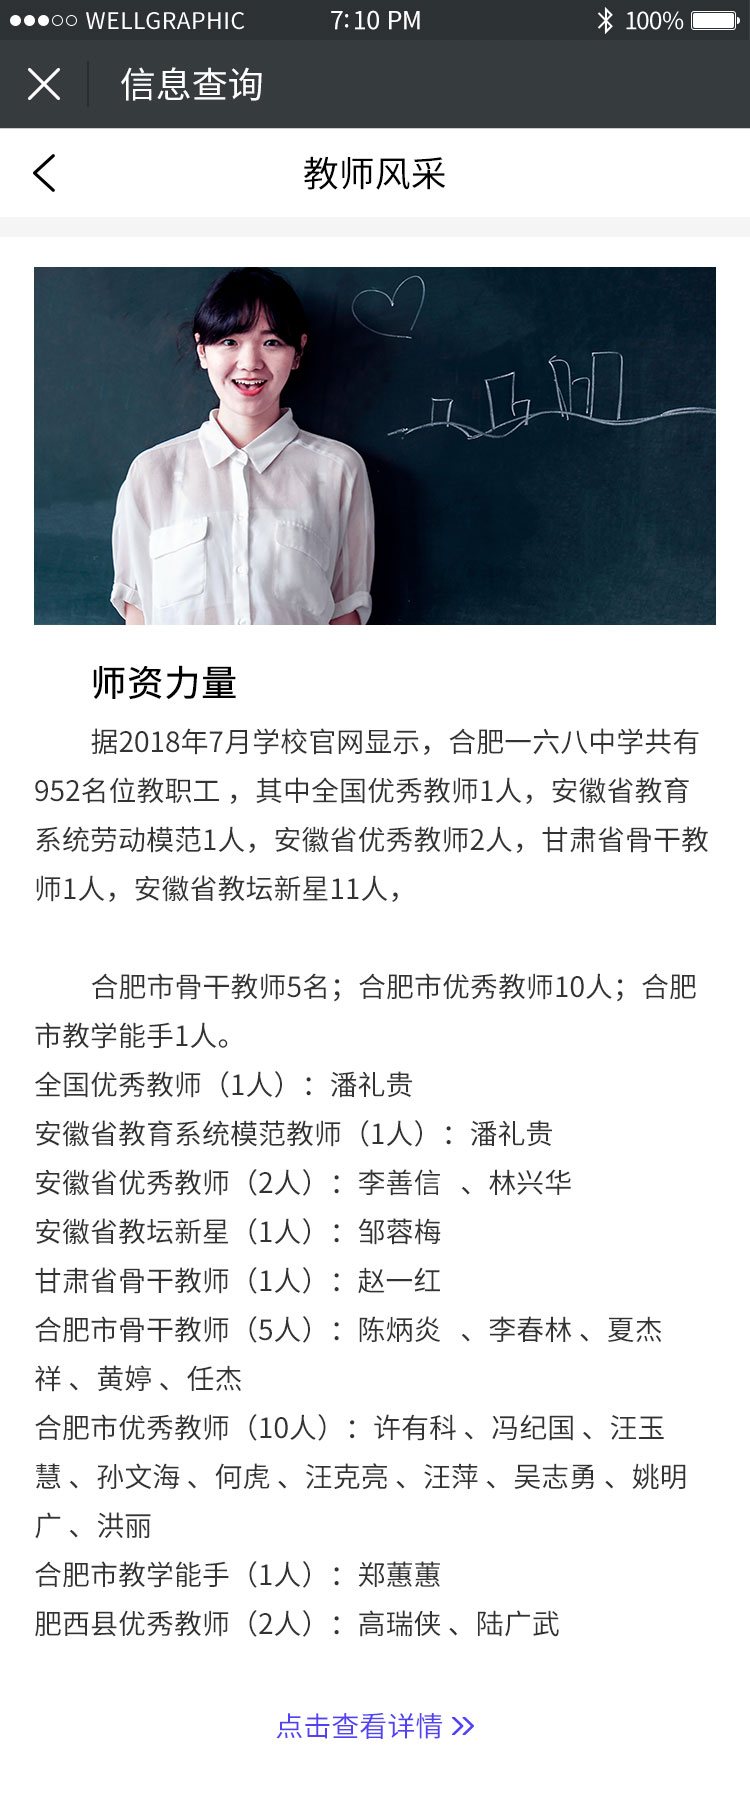 WELLGRAPHIC 7:10 PM 100%
信息查询
教师风采
师资力量
据2018年7月学校官网显示，合肥一六八中学共有
952名位教职工 ，其中全国优秀教师1人，安徽省教育
系统劳动模范1人，安徽省优秀教师2人，甘肃省骨干教
师1人，安徽省教坛新星11人，
合肥市骨干教师5名；合肥市优秀教师10人；合肥
市教学能手1人。
全国优秀教师（1人）：潘礼贵
安徽省教育系统模范教师（1人）：潘礼贵
安徽省优秀教师（2人）：李善信 、林兴华
安徽省教坛新星（1人）：邹蓉梅
甘肃省骨干教师（1人）：赵一红
合肥市骨干教师（5人）：陈炳炎 、李春林 、夏杰
祥 、黄婷 、任杰
合肥市优秀教师（10人）：许有科 、冯纪国 、汪玉
慧 、孙文海 、何虎 、汪克亮 、汪萍 、吴志勇 、姚明
广 、洪丽
合肥市教学能手（1人）：郑蕙蕙
肥西县优秀教师（2人）：高瑞侠 、陆广武
点击查看详情